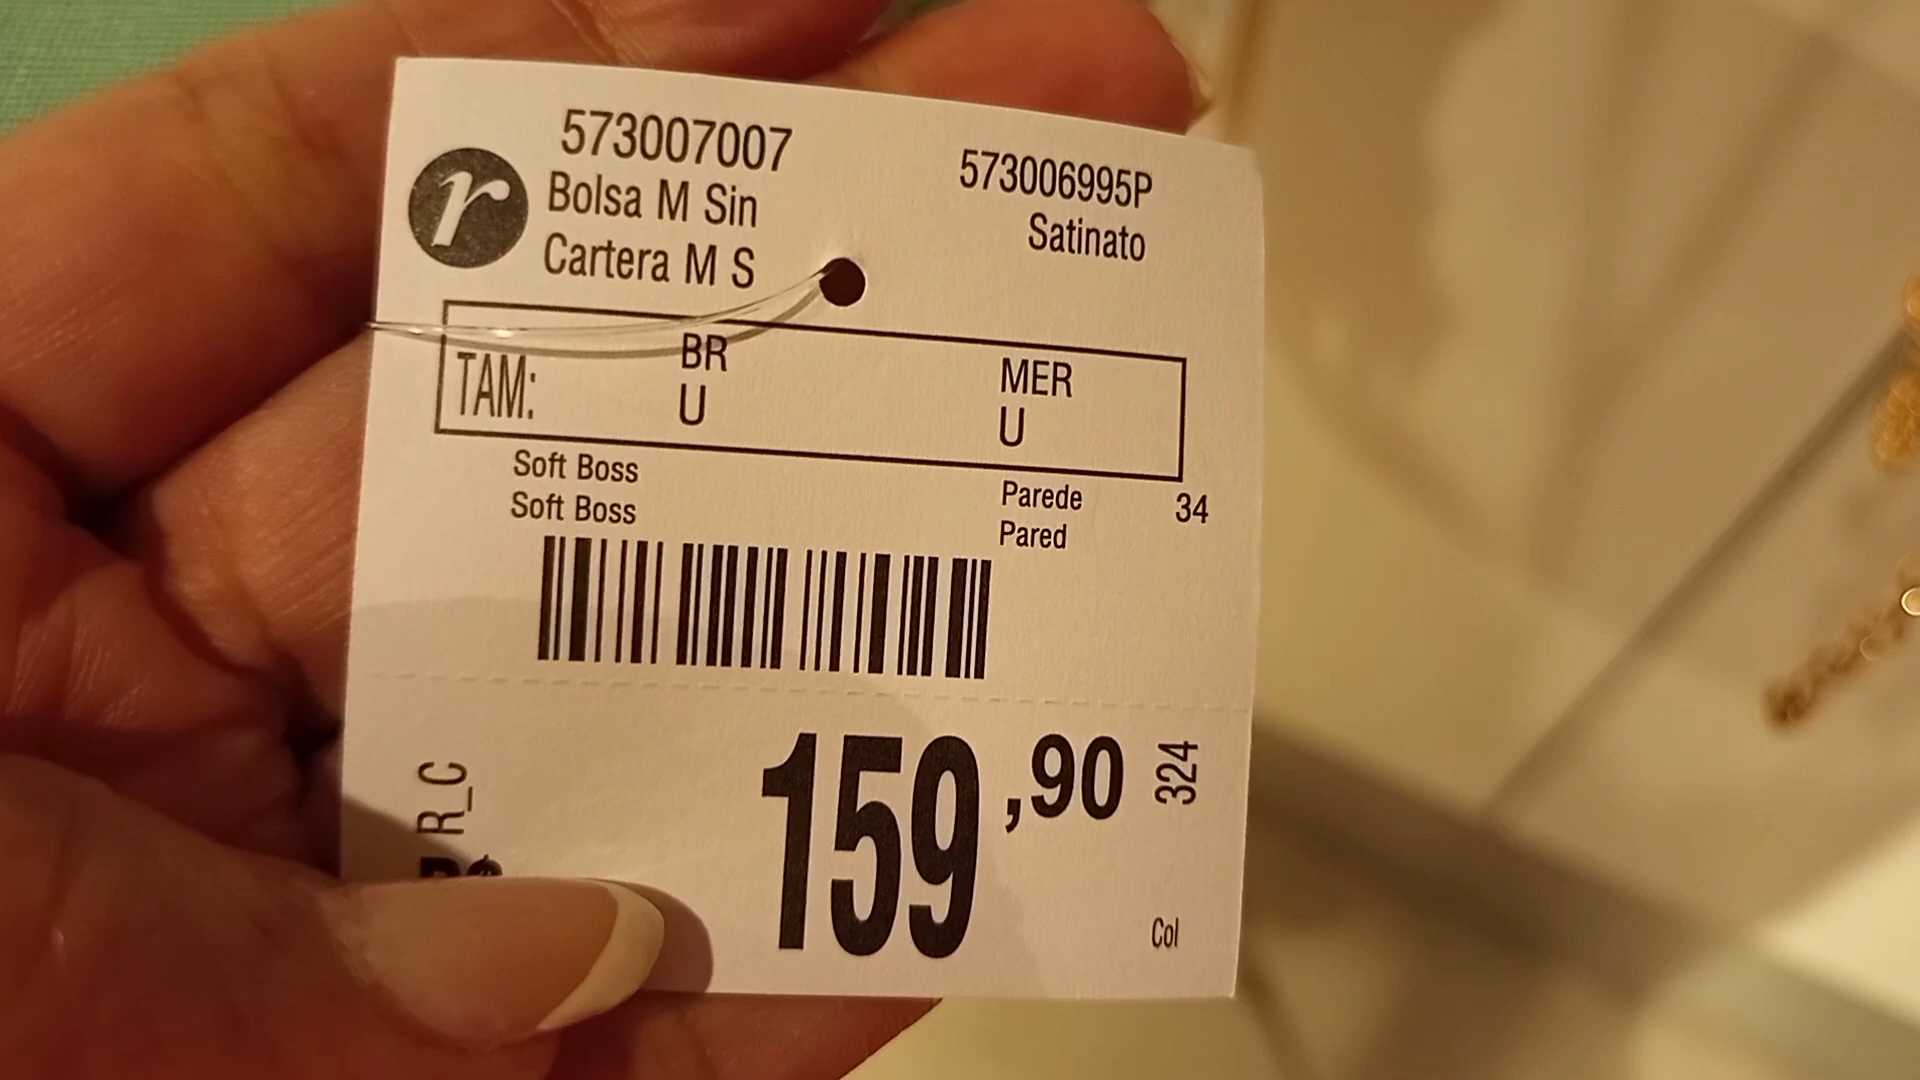 573007007
573006995P
r
Bolsa M Sin
Satinato
Cartera M S
BR
MER
TAM:
U
U
Soft Boss
Parede
34
Soft Boss
Pared
159,90
324
R_C
Col